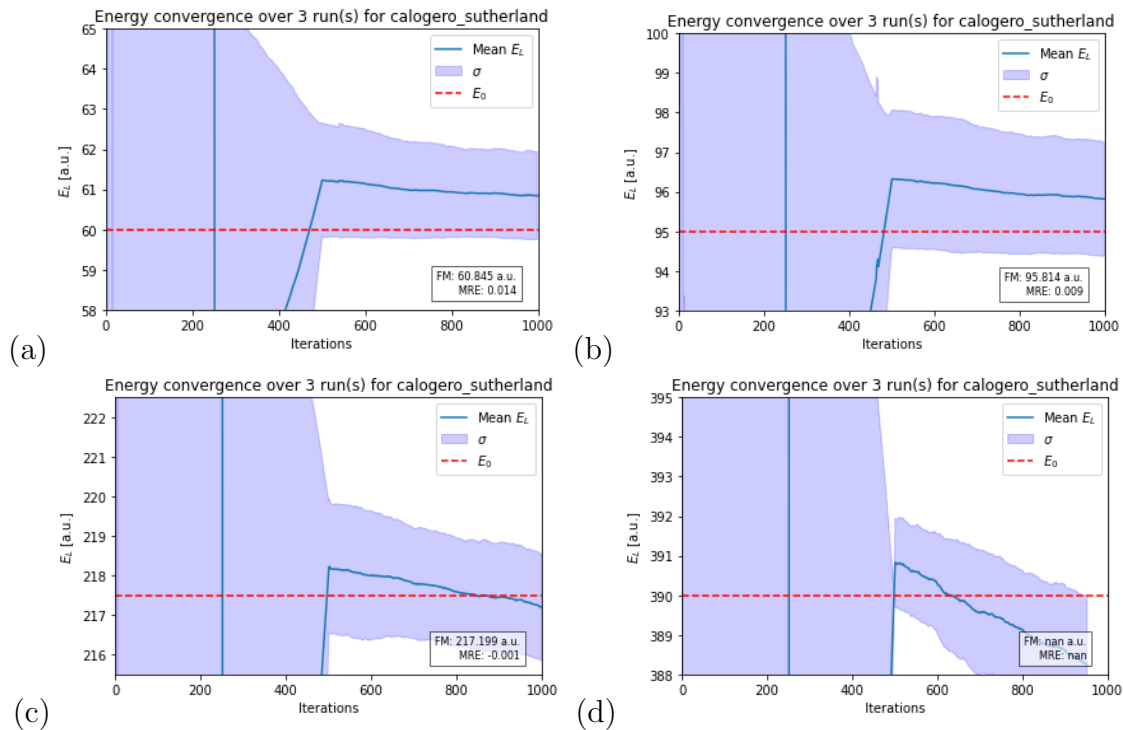 Energy convergence over 3 run(s) for calogero_sutherland
65
64
63
62
61
60
59
58
E_L [a.u.]
Mean E_L
σ
E_0
FM: 60.845 a.u.
MRE: 0.014
0 200 400 600 800 1000
Iterations
(a)
Energy convergence over 3 run(s) for calogero_sutherland
100
99
98
97
96
95
94
93
E_L [a.u.]
Mean E_L
σ
E_0
FM: 95.814 a.u.
MRE: 0.009
0 200 400 600 800 1000
Iterations
(b)
Energy convergence over 3 run(s) for calogero_sutherland
222
221
220
219
218
217
216
E_L [a.u.]
Mean E_L
σ
E_0
FM: 217.199 a.u.
MRE: -0.001
0 200 400 600 800 1000
Iterations
(c)
Energy convergence over 3 run(s) for calogero_sutherland
395
394
393
392
391
390
389
388
E_L [a.u.]
Mean E_L
σ
E_0
FM: nan a.u.
MRE: nan
0 200 400 600 800 1000
Iterations
(d)